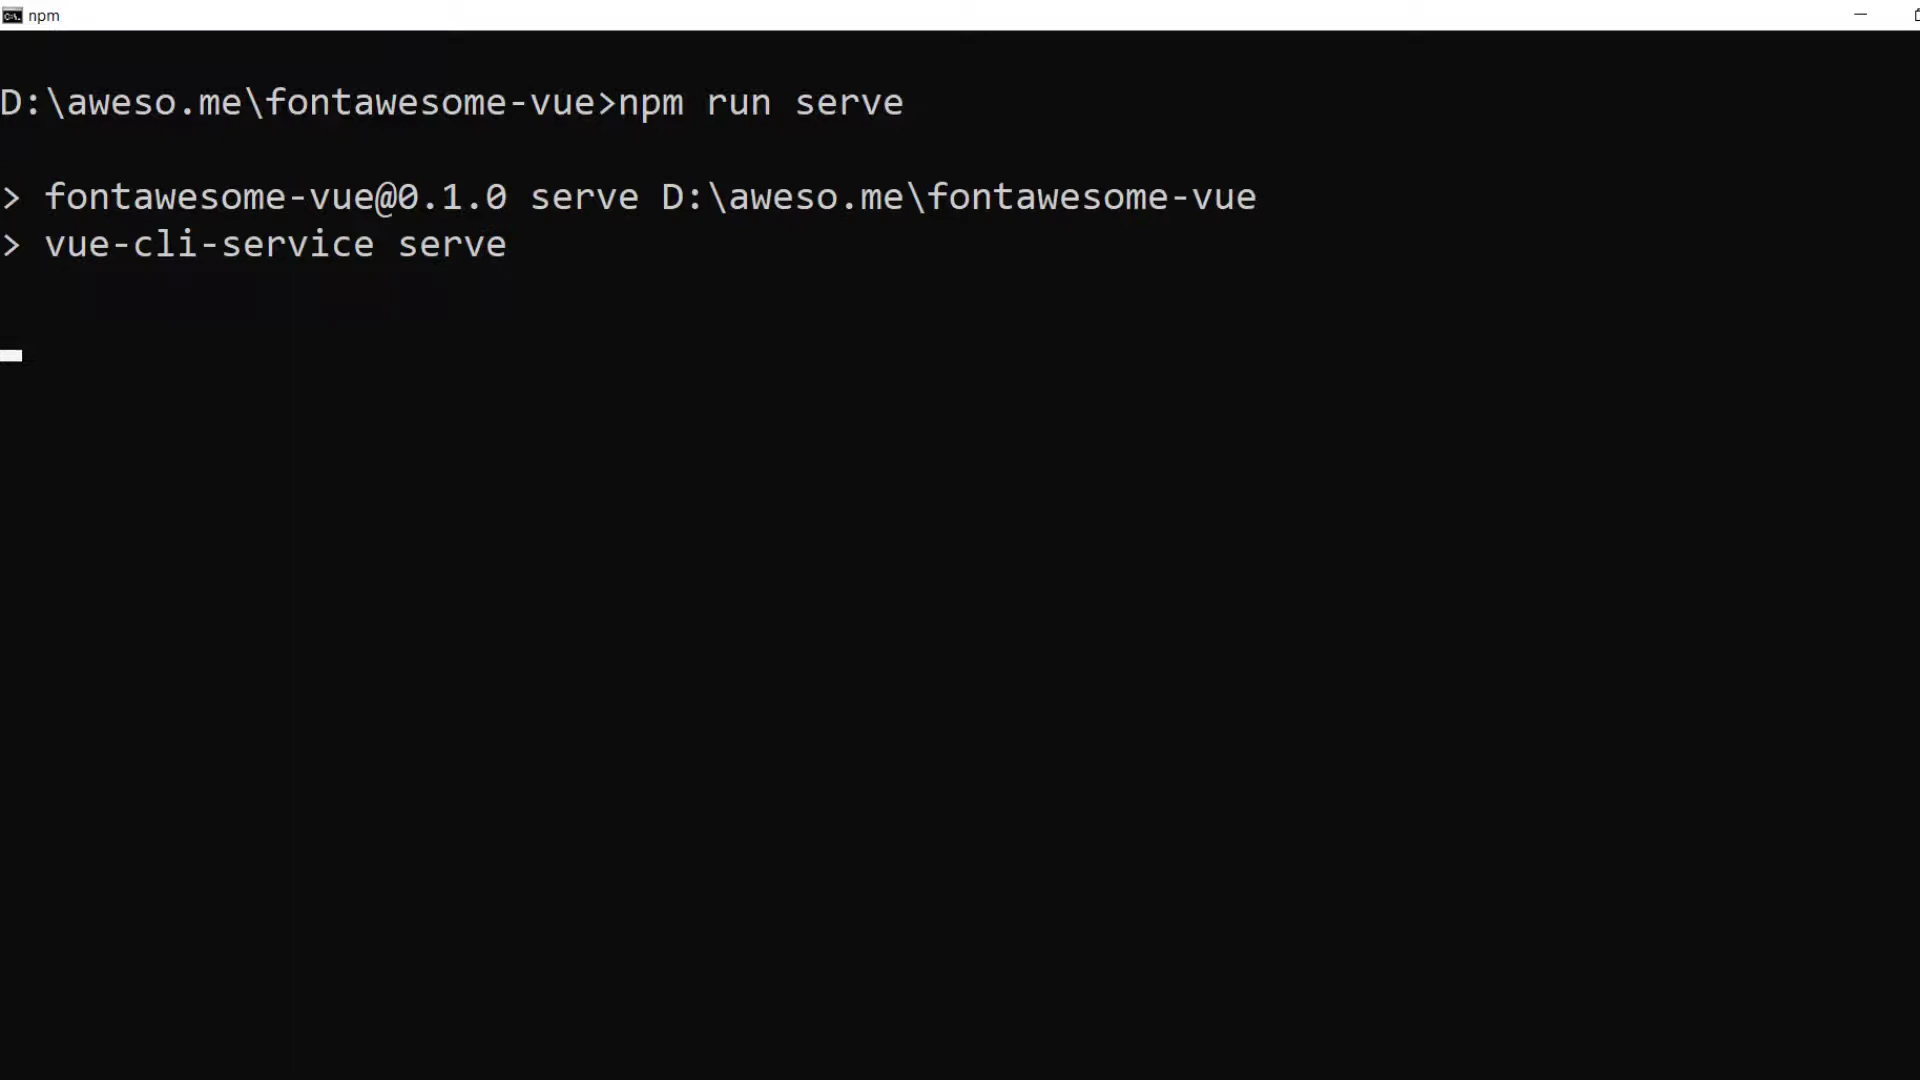 npm
D:\aweso.me\fontawesome-vue>npm run serve
> fontawesome-vue@0.1.0 serve D:\aweso.me\fontawesome-vue
> vue-cli-service serve